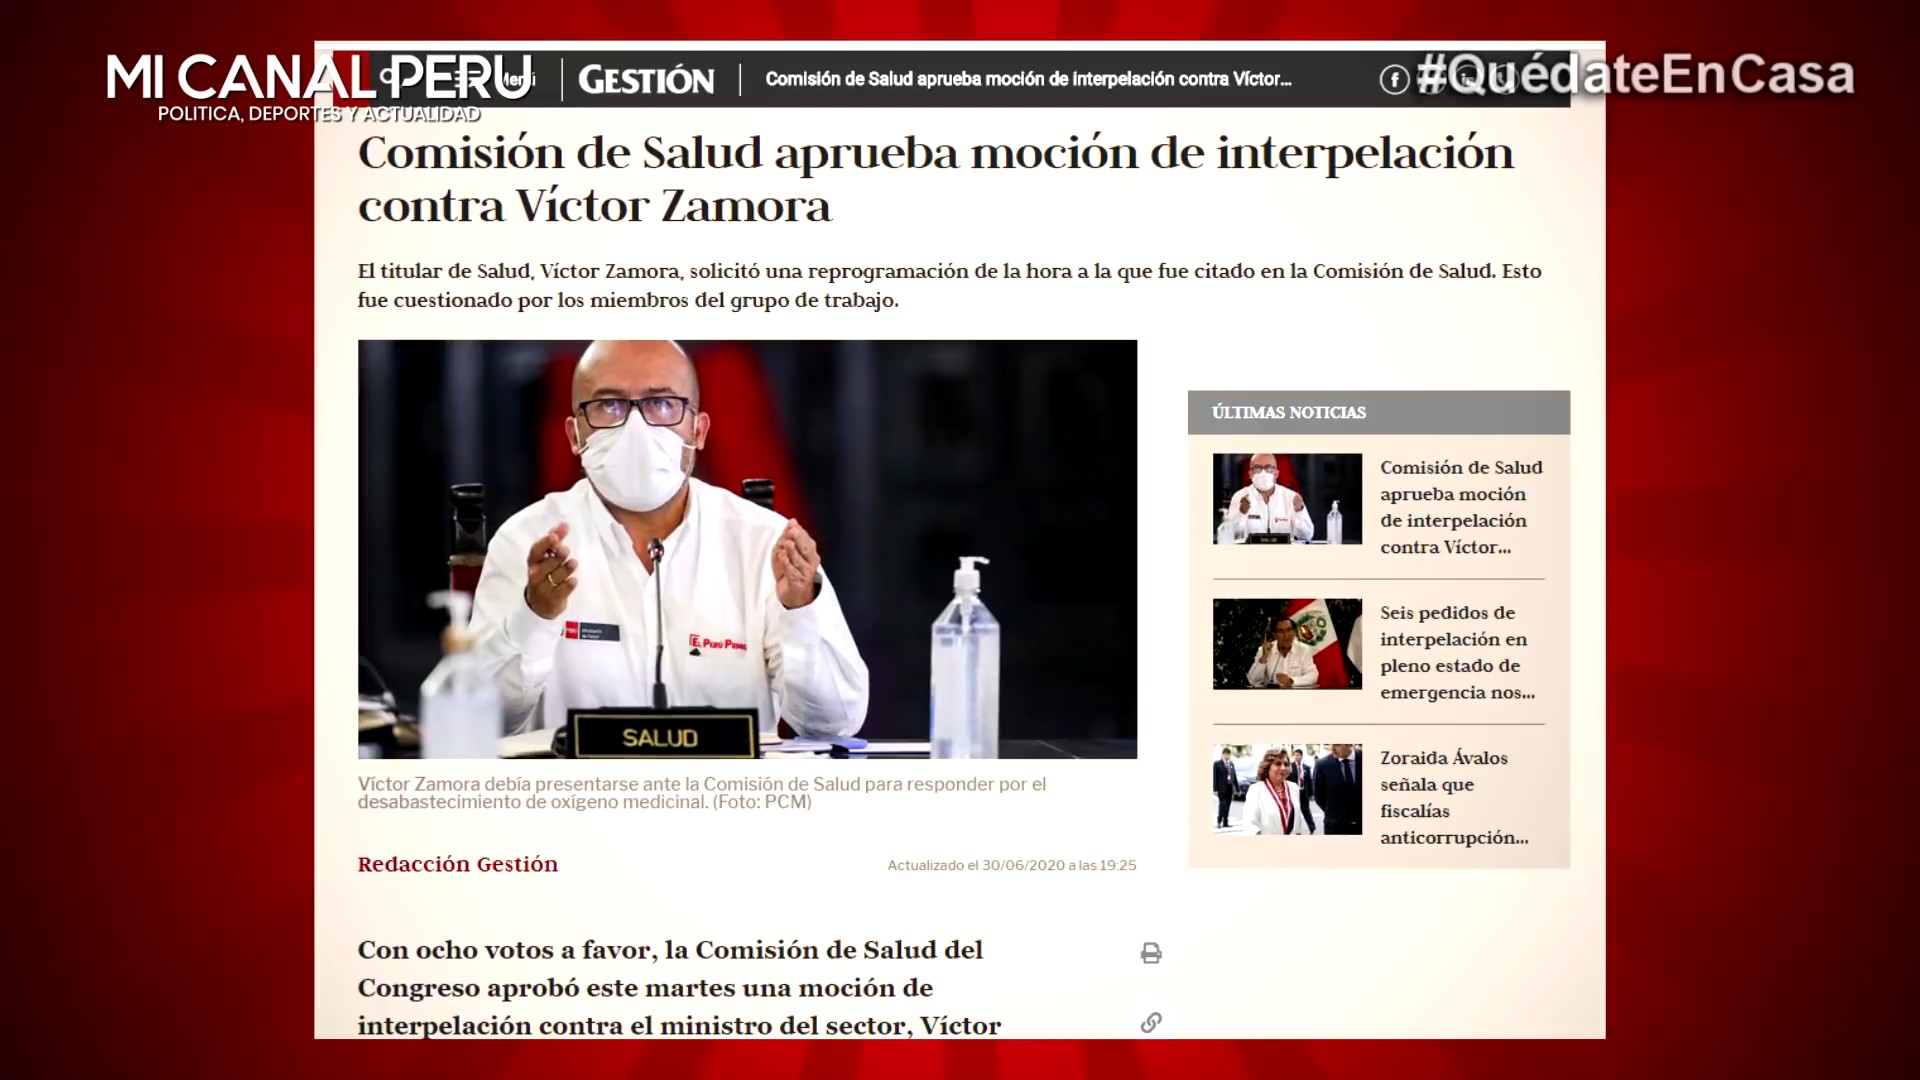 MI CANAL PERU
POLITICA, DEPORTES Y ACTUALIDAD
Menú
GESTIÓN
Comisión de Salud aprueba moción de interpelación contra Víctor...
#QuédateEnCasa
Comisión de Salud aprueba moción de interpelación
contra Víctor Zamora
El titular de Salud, Víctor Zamora, solicitó una reprogramación de la hora a la que fue citado en la Comisión de Salud. Esto
fue cuestionado por los miembros del grupo de trabajo.
EL PERÚ PRIMERO
SALUD
Víctor Zamora debía presentarse ante la Comisión de Salud para responder por el
desabastecimiento de oxígeno medicinal. (Foto: PCM)
Redacción Gestión
Actualizado el 30/06/2020 a las 19:25
Con ocho votos a favor, la Comisión de Salud del
Congreso aprobó este martes una moción de
interpelación contra el ministro del sector, Víctor
ÚLTIMAS NOTICIAS
Comisión de Salud
aprueba moción
de interpelación
contra Víctor...
SALUD
Seis pedidos de
interpelación en
pleno estado de
emergencia nos...
Zoraida Ávalos
señala que
fiscalías
anticorrupción...